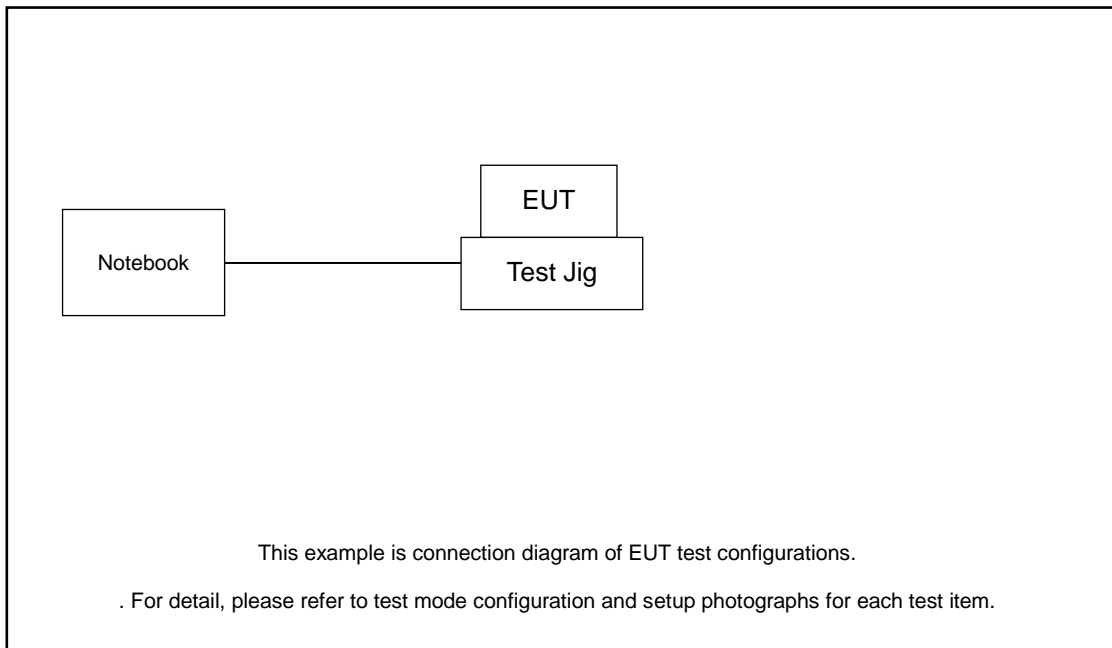 EUT
Notebook
Test Jig
This example is connection diagram of EUT test configurations.
. For detail, please refer to test mode configuration and setup photographs for each test item.